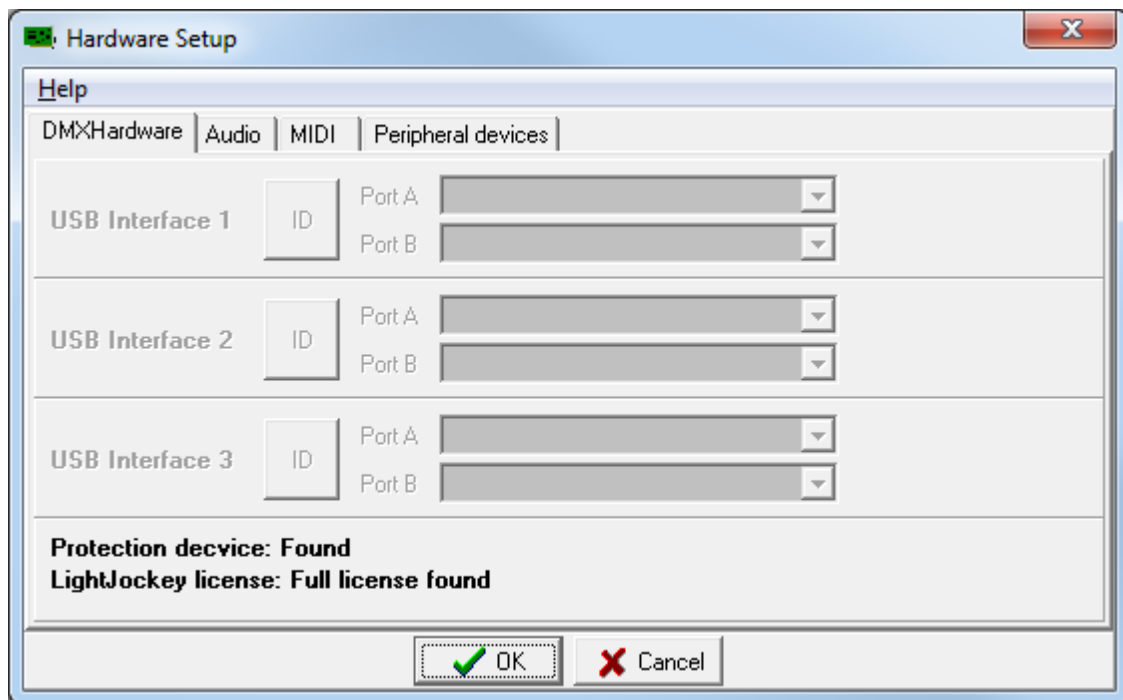 Hardware Setup
Help
DMXHardware Audio MIDI Peripheral devices
USB Interface 1 ID Port A
Port B
USB Interface 2 ID Port A
Port B
USB Interface 3 ID Port A
Port B
Protection decvice: Found
LightJockey license: Full license found
OK Cancel